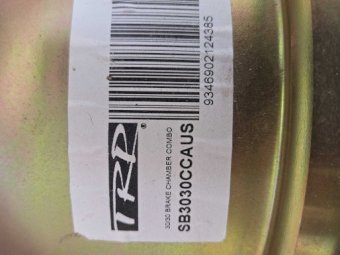 TRP®
3030 BRAKE CHAMBER COMBO
SB3030CCAUS
9346902124385